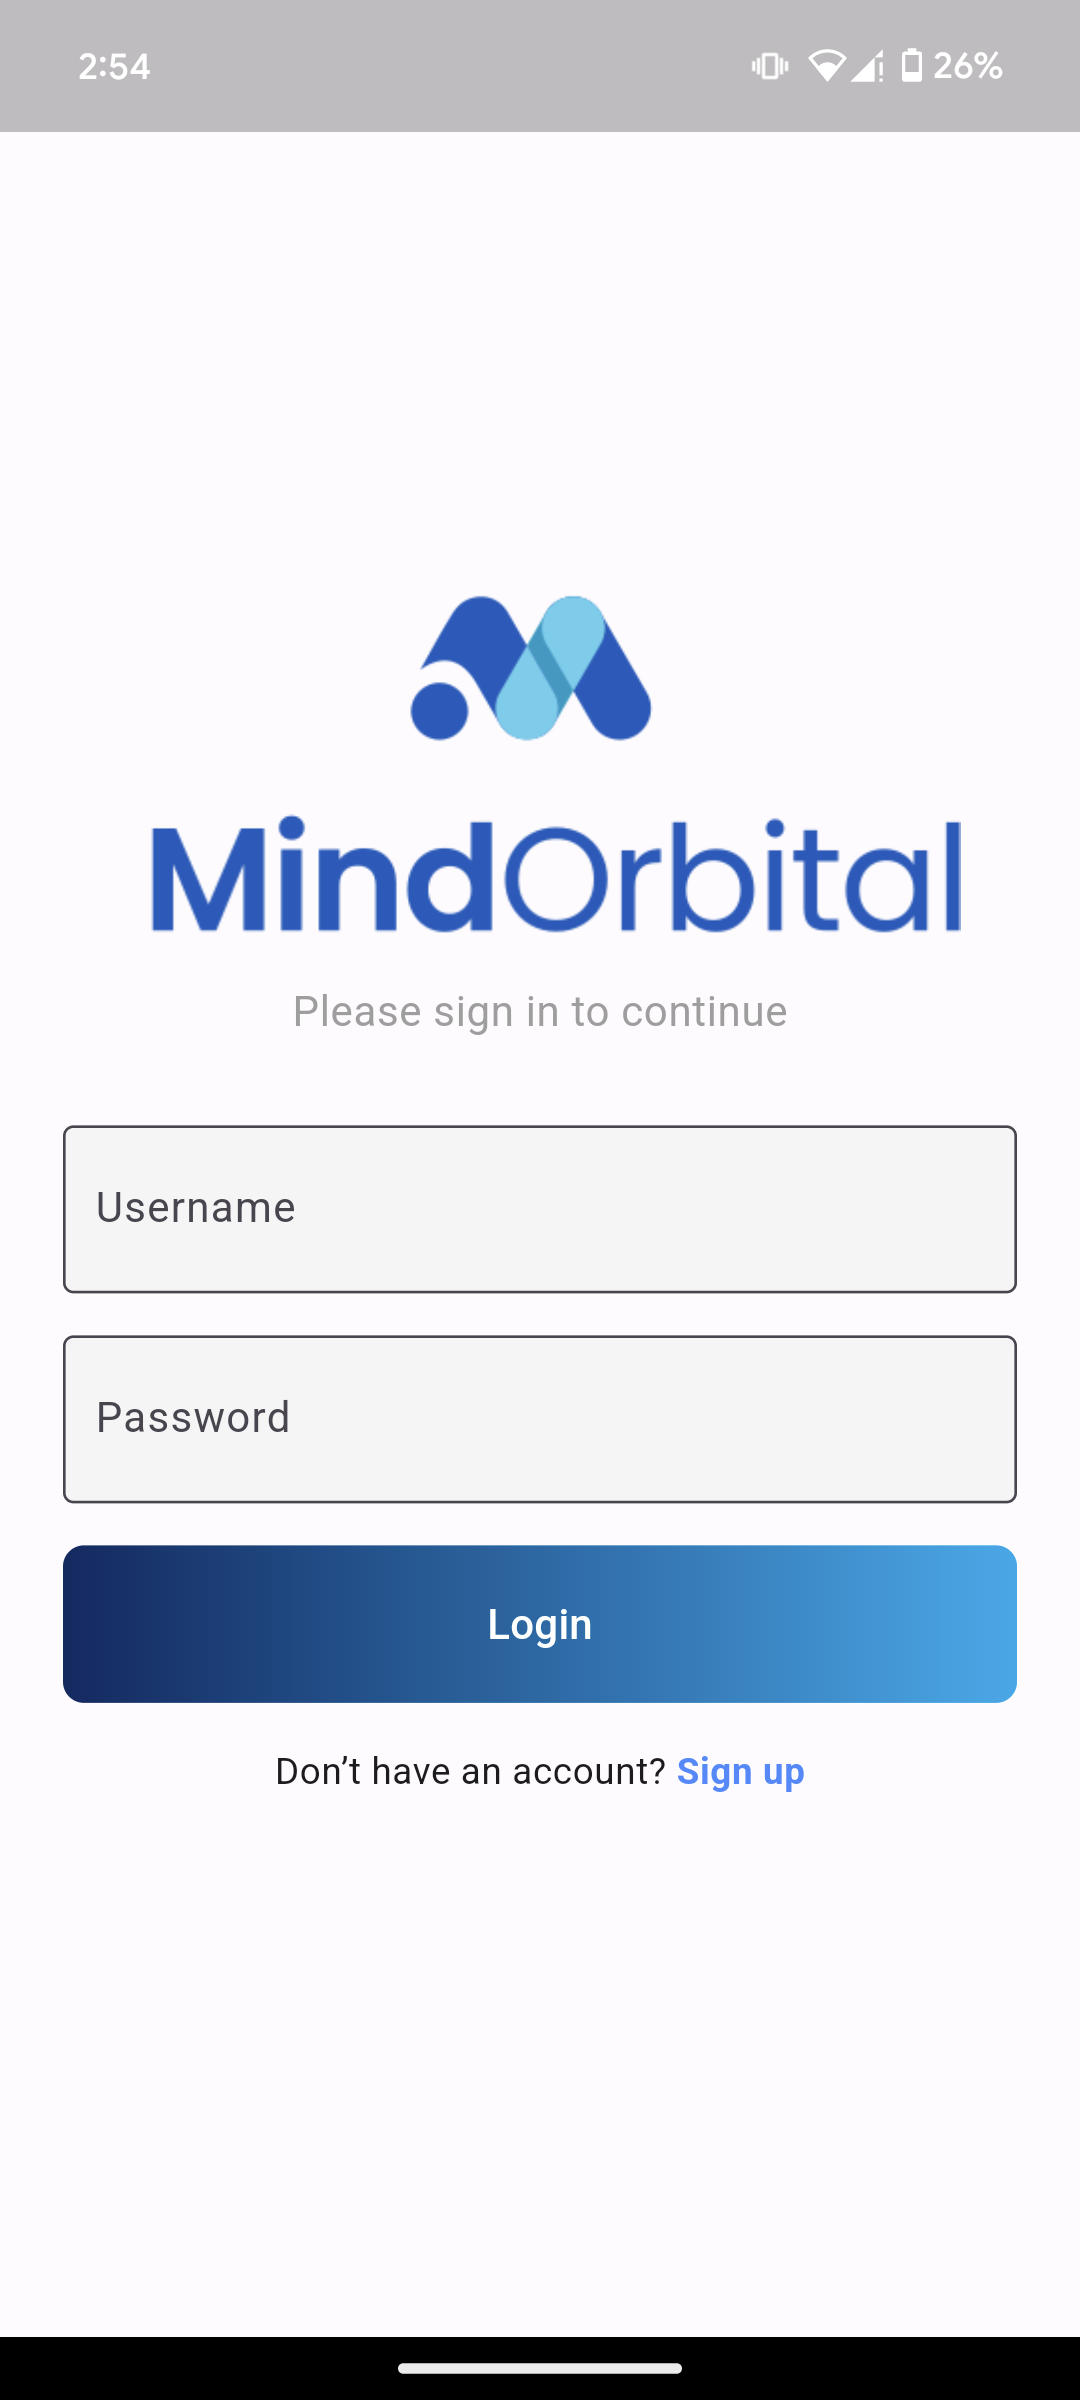 2:54 26%
MindOrbital
Please sign in to continue
Username
Password
Login
Don’t have an account? Sign up